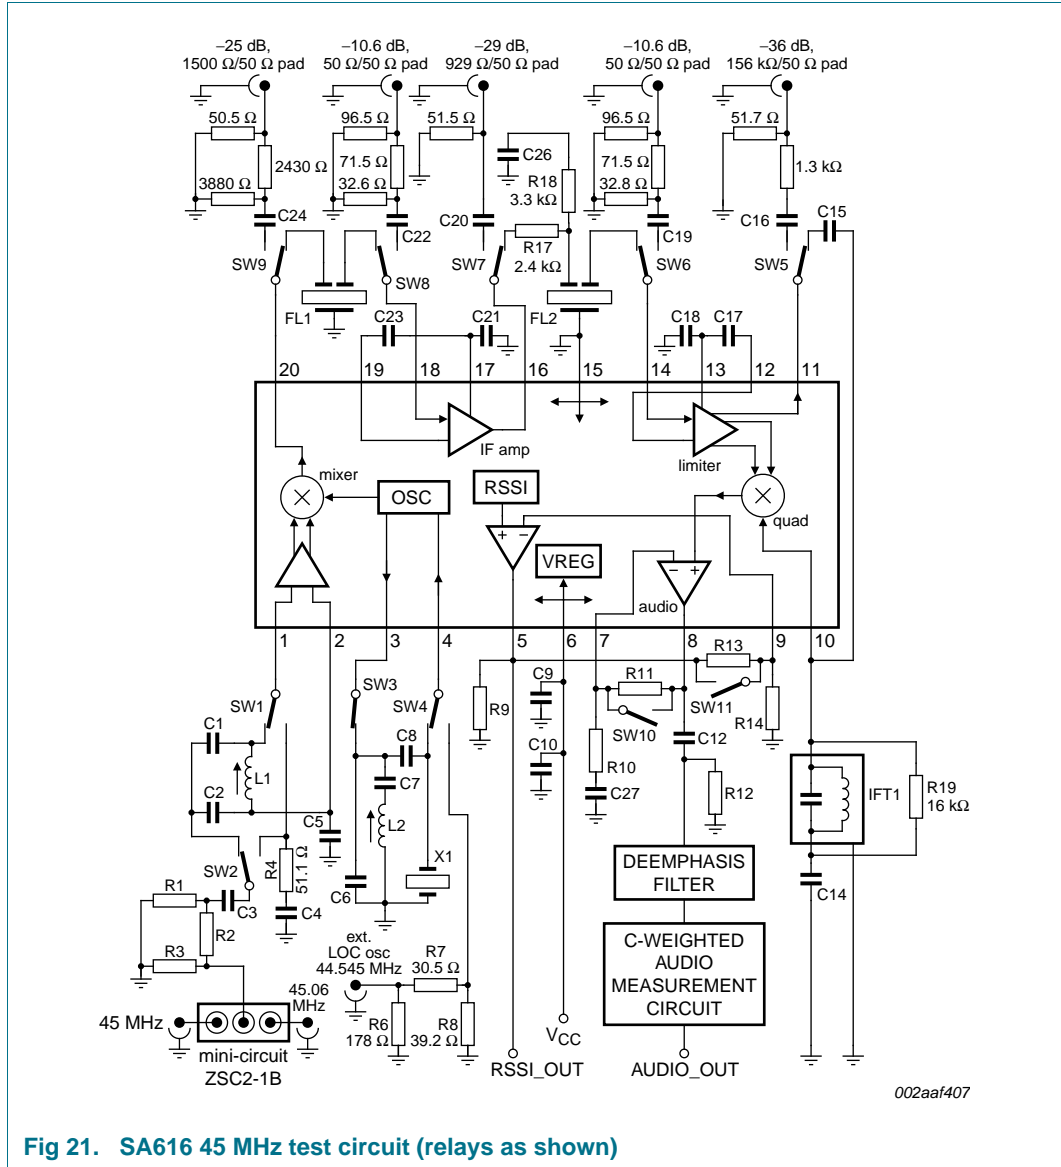 –25 dB,
1500 Ω/50 Ω pad
–10.6 dB,
50 Ω/50 Ω pad
–29 dB,
929 Ω/50 Ω pad
–10.6 dB,
50 Ω/50 Ω pad
–36 dB,
156 kΩ/50 Ω pad
50.5 Ω
96.5 Ω
51.5 Ω
96.5 Ω
51.7 Ω
2430 Ω
71.5 Ω
C26
R18
3.3 kΩ
71.5 Ω
1.3 kΩ
3880 Ω
32.6 Ω
32.8 Ω
C24
C22
C20
C19
C16
C15
R17
2.4 kΩ
SW9
SW8
SW7
SW6
SW5
FL1
FL2
C23
C21
C18
C17
20
19
18
17
16
15
14
13
12
11
IF amp
limiter
mixer
OSC
RSSI
quad
+
–
VREG
–
+
audio
1
2
3
4
5
6
7
8
9
10
SW1
SW3
SW4
R9
C9
R11
R13
SW11
R14
SW10
C1
L1
C2
C8
C7
C10
R10
C12
L2
C5
C27
R12
IFT1
R19
16 kΩ
SW2
R4
51.1 Ω
X1
C6
C14
DEEMPHASIS
FILTER
R1
C3
C4
R2
R3
C-WEIGHTED
AUDIO
MEASUREMENT
CIRCUIT
ext.
LOC osc
44.545 MHz
R7
30.5 Ω
45 MHz
45.06
MHz
R6
178 Ω
R8
39.2 Ω
mini-circuit
ZSC2-1B
VCC
RSSI_OUT
AUDIO_OUT
002aaf407
Fig 21. SA616 45 MHz test circuit (relays as shown)